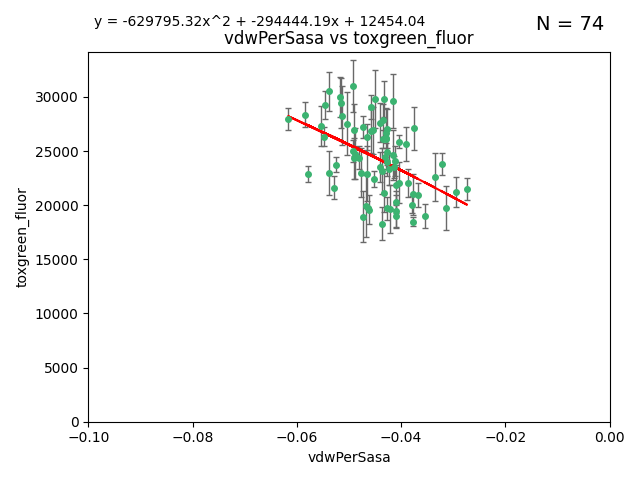 y = -629795.32x^2 + -294444.19x + 12454.04
N = 74
vdwPerSasa vs toxgreen_fluor
30000
25000
20000
15000
10000
5000
0
toxgreen_fluor
−0.10 −0.08 −0.06 −0.04 −0.02 0.00
vdwPerSasa